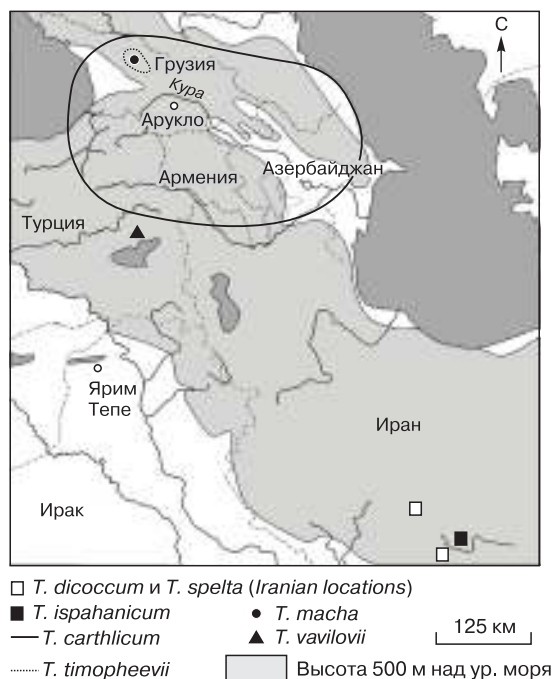 С
Грузия
Кура
Арукло
Азербайджан
Армения
Турция
Ярим
Тепе
Иран
Ирак
T. dicoccum и T. spelta (Iranian locations)
T. ispahanicum
T. macha
T. carthlicum
T. vavilovii
125 км
T. timopheevii
Высота 500 м над ур. моря